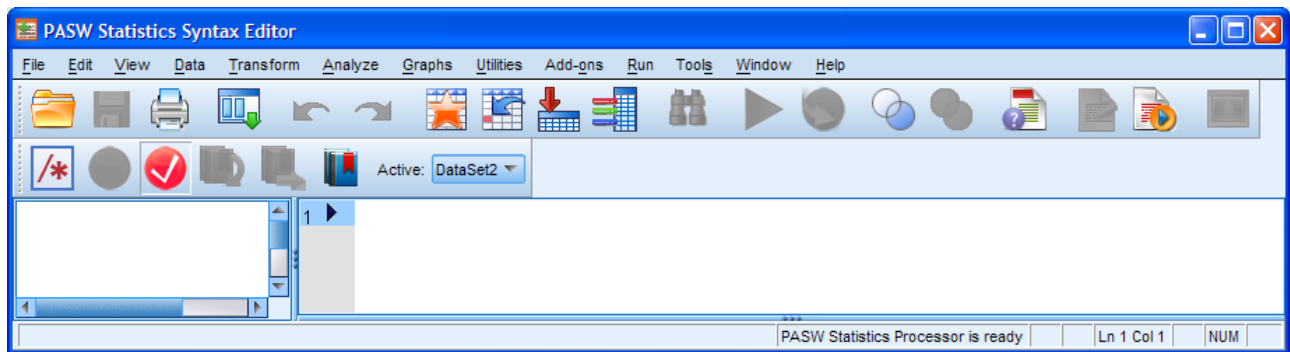 PASW Statistics Syntax Editor
File Edit View Data Transform Analyze Graphs Utilities Add-ons Run Tools Window Help
/* Active: DataSet2
1
PASW Statistics Processor is ready Ln 1 Col 1 NUM